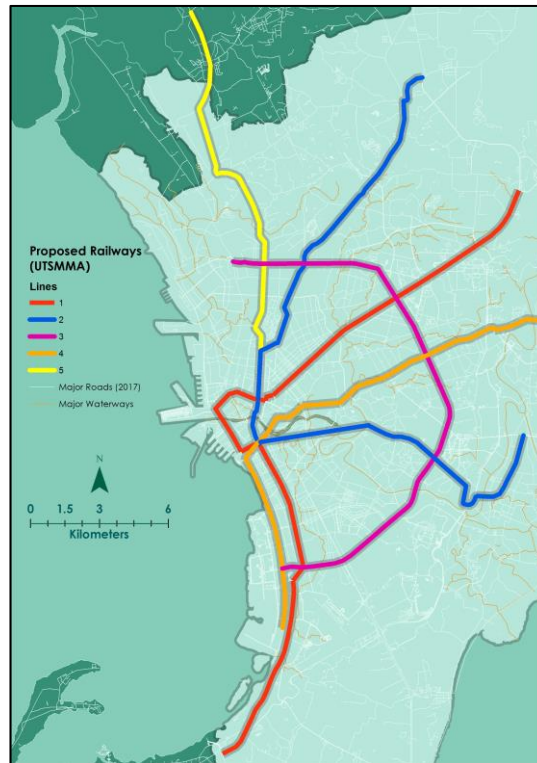 Proposed Railways
(UTSMMA)
Lines
1
2
3
4
5
Major Roads (2017)
Major Waterways
N
0 1.5 3 6
Kilometers